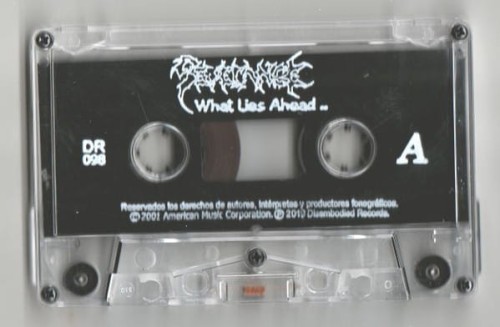 SEVERANCE
What Lies Ahead ...
DR
098
A
Reservados los derechos de autores, intérpretes y productores fonográficos.
© 2001 American Music Corporation. ℗ 2010 Disembodied Records.